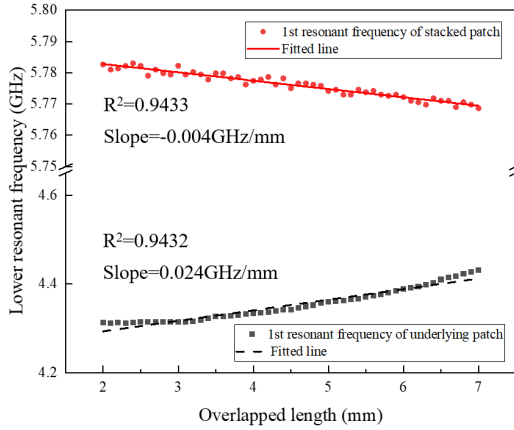 5.80
5.79
5.78
5.77
5.76
5.75
4.6
4.4
4.2
Lower resonant frequency (GHz)
1st resonant frequency of stacked patch
Fitted line
R²=0.9433
Slope=-0.004GHz/mm
R²=0.9432
Slope=0.024GHz/mm
1st resonant frequency of underlying patch
Fitted line
2 3 4 5 6 7
Overlapped length (mm)